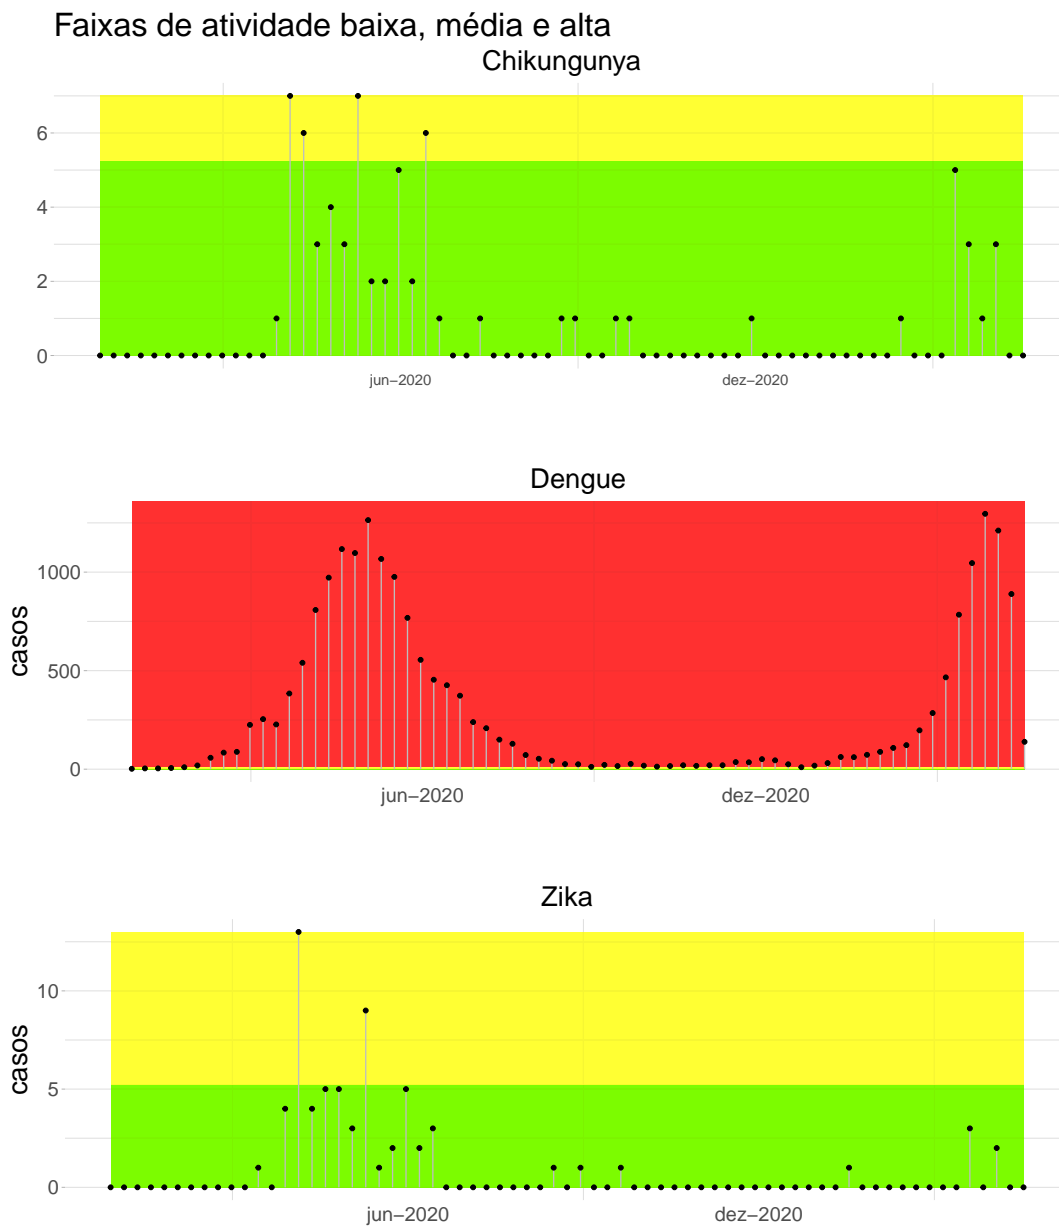 Faixas de atividade baixa, média e alta
Chikungunya
6
4
2
0
jun−2020 dez−2020
Dengue
casos
1000
500
0
jun−2020 dez−2020
Zika
casos
10
5
0
jun−2020 dez−2020